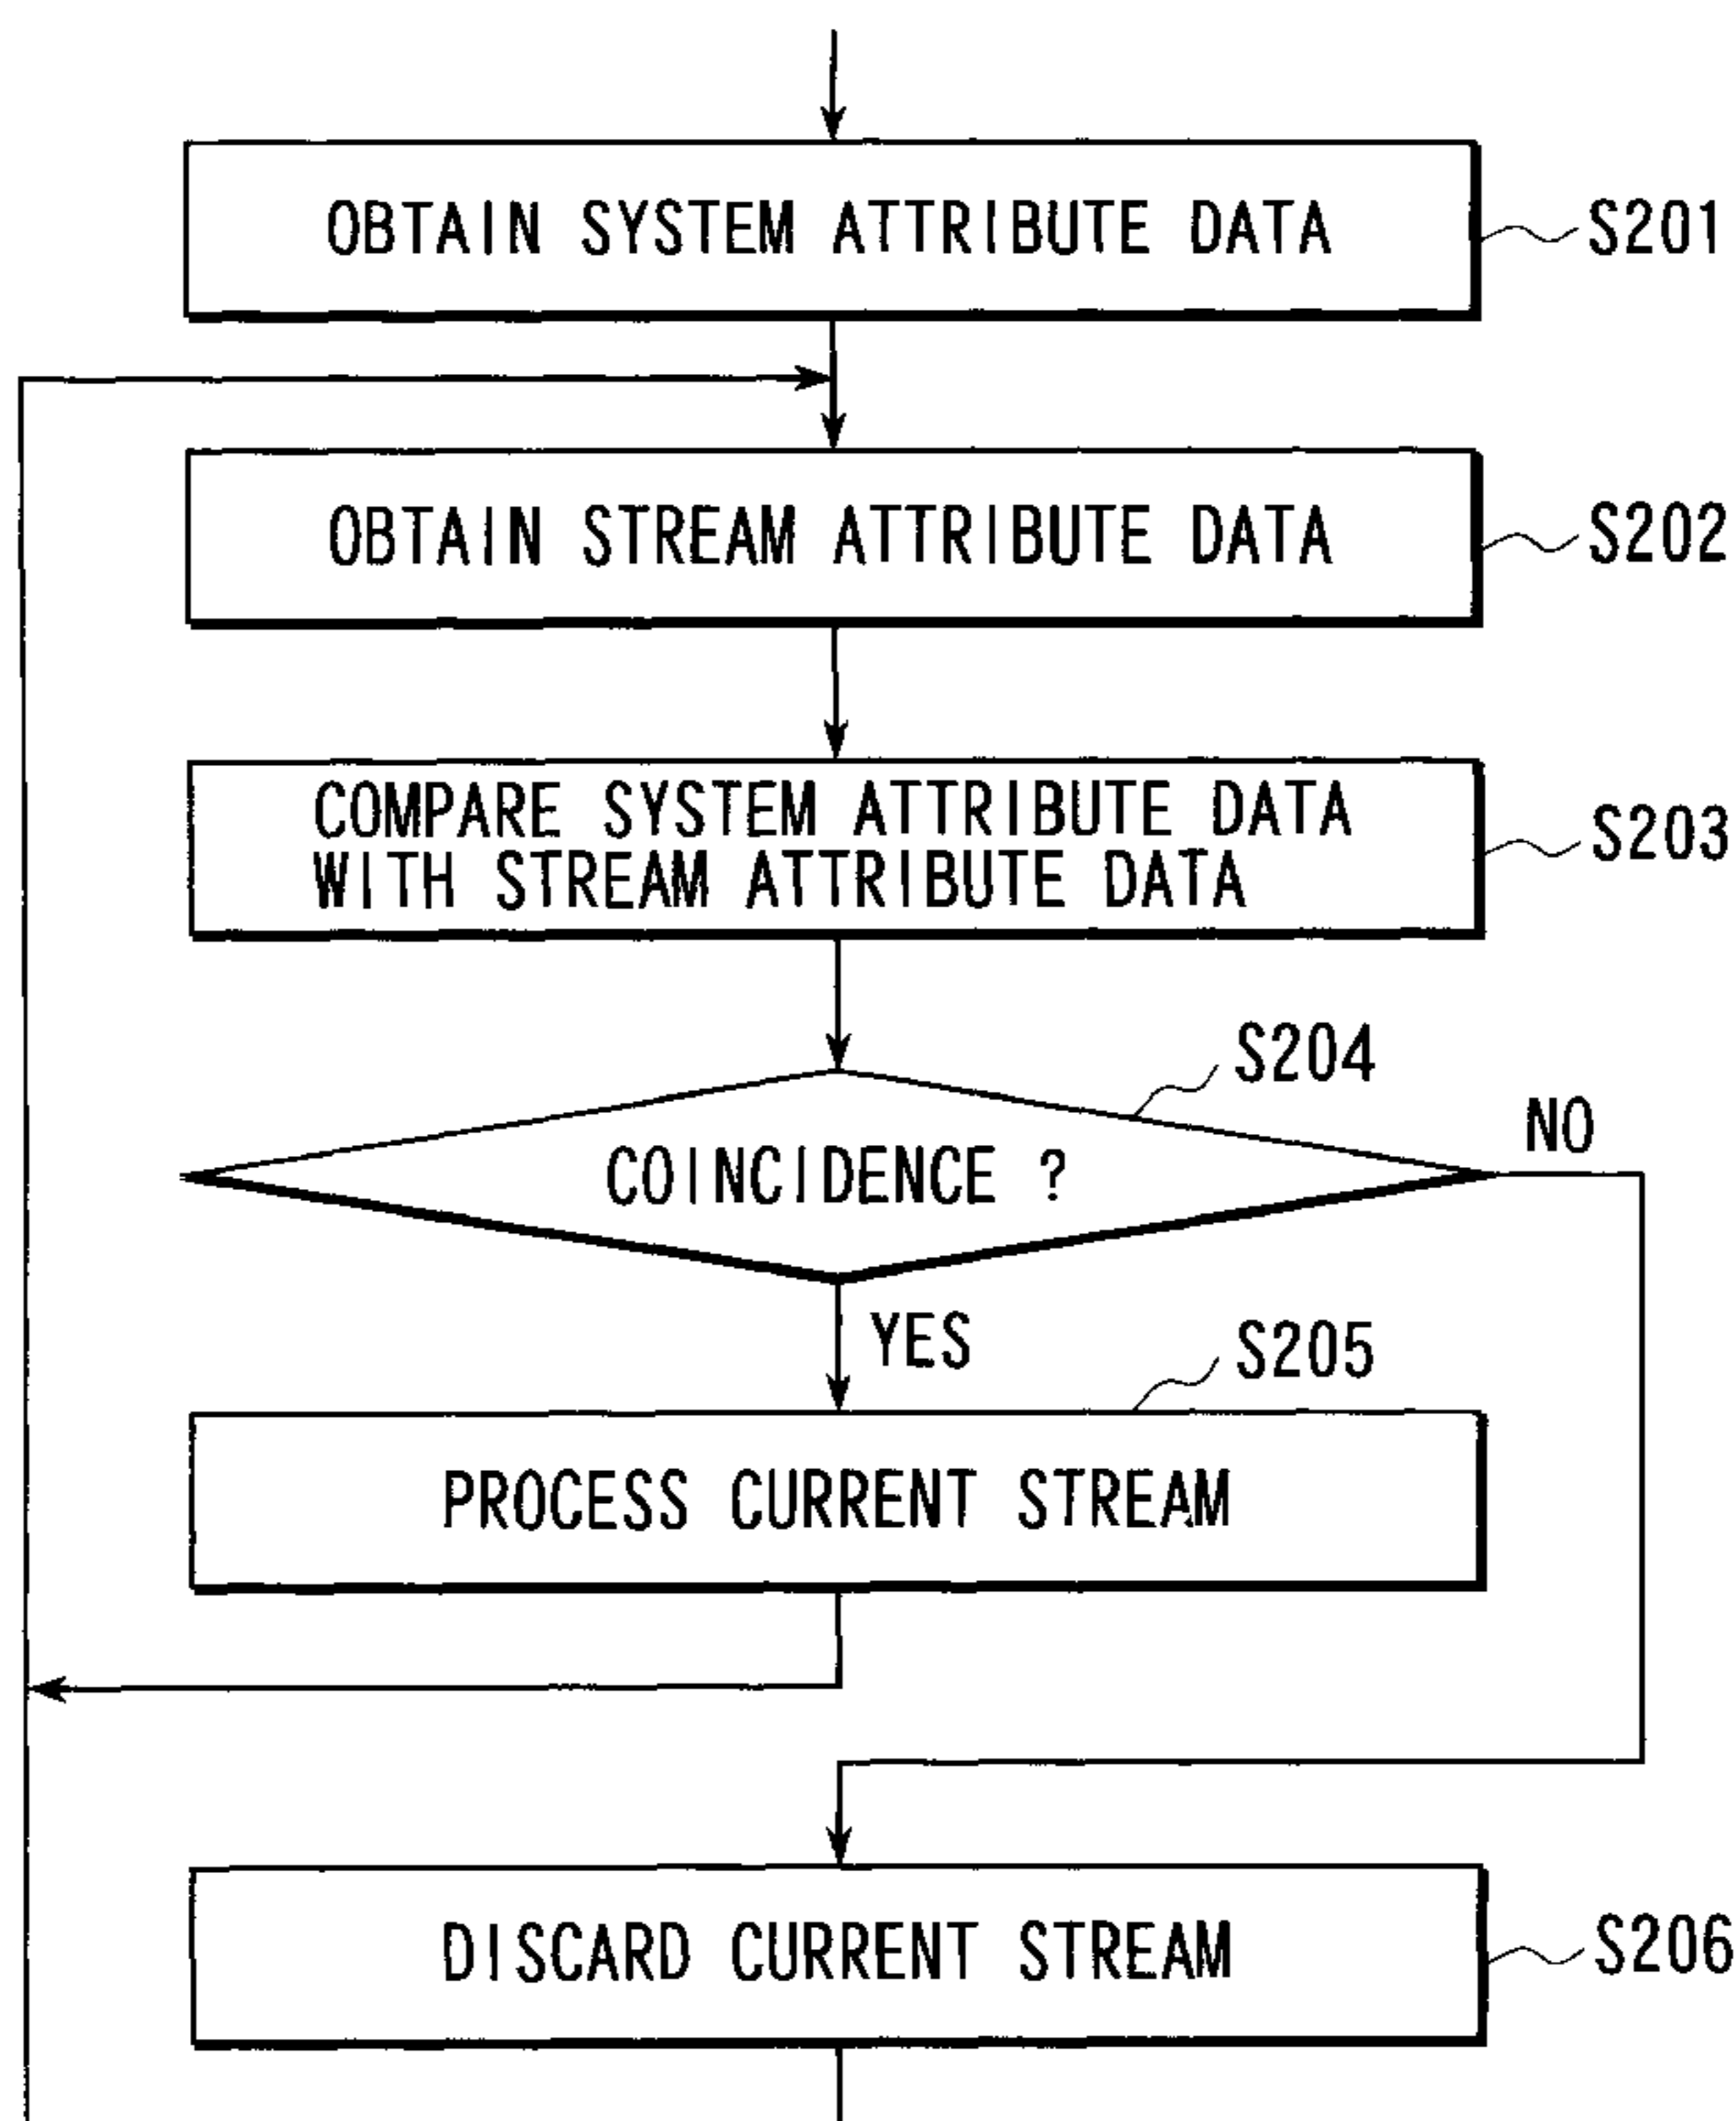 OBTAIN SYSTEM ATTRIBUTE DATA
S201
OBTAIN STREAM ATTRIBUTE DATA
S202
COMPARE SYSTEM ATTRIBUTE DATA
WITH STREAM ATTRIBUTE DATA
S203
S204
COINCIDENCE ?
NO
YES
S205
PROCESS CURRENT STREAM
DISCARD CURRENT STREAM
S206